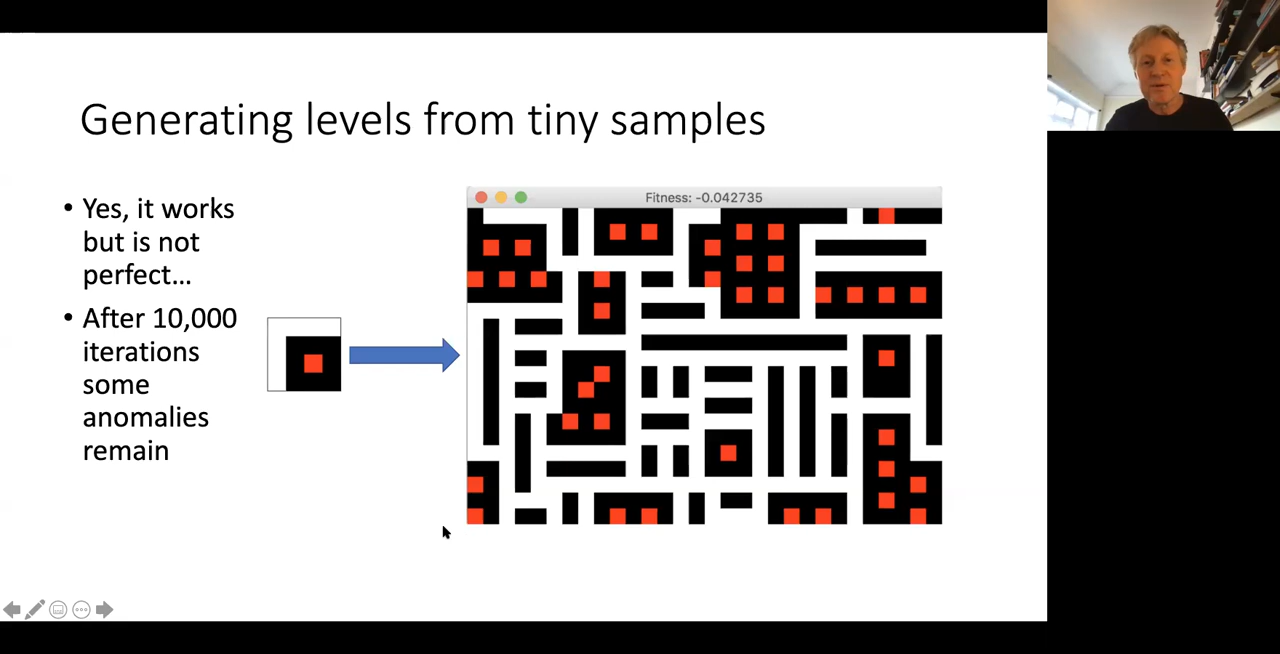 Generating levels from tiny samples
• Yes, it works
but is not
perfect...
• After 10,000
iterations
some
anomalies
remain
Fitness: -0.042735